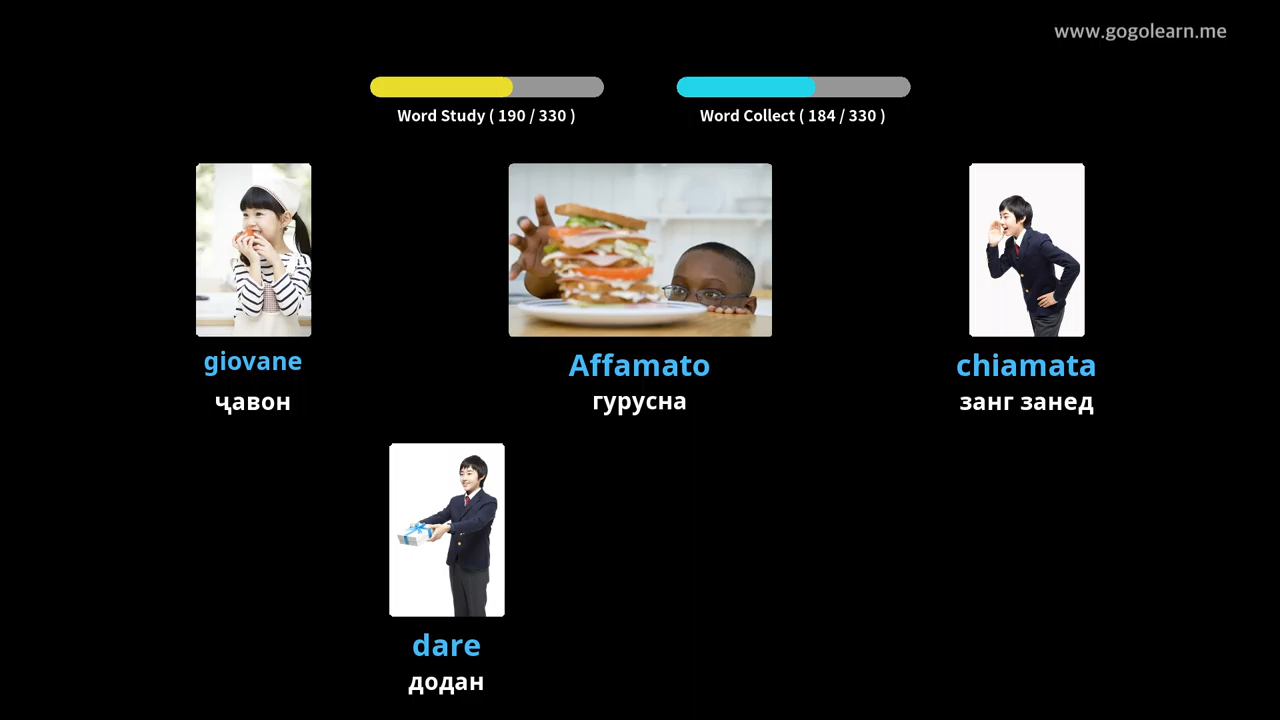 www.gogolearn.me
Word Study ( 190 / 330 )
Word Collect ( 184 / 330 )
giovane
ҷавон
Affamato
гурусна
chiamata
занг занед
dare
додан